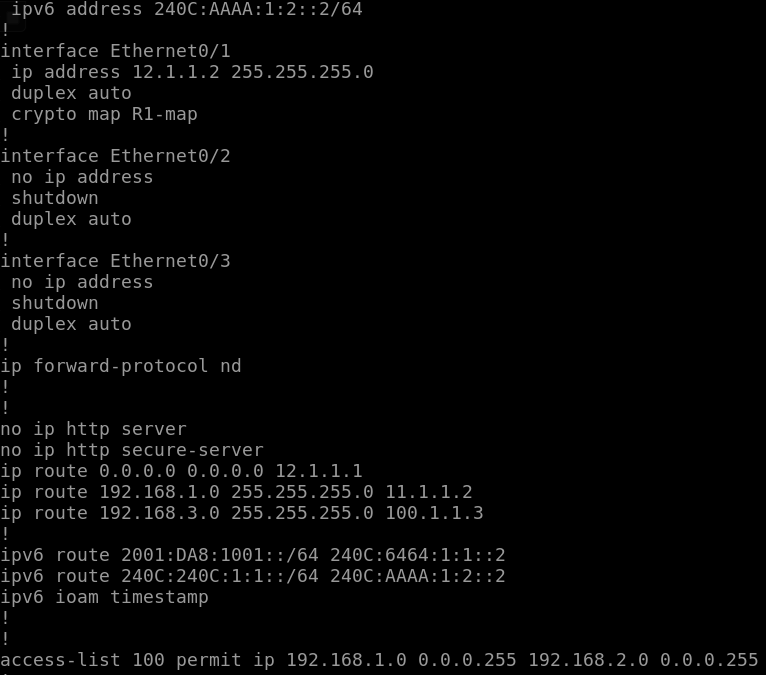 ipv6 address 240C:AAAA:1:2::2/64
!
interface Ethernet0/1
 ip address 12.1.1.2 255.255.255.0
 duplex auto
 crypto map R1-map
!
interface Ethernet0/2
 no ip address
 shutdown
 duplex auto
!
interface Ethernet0/3
 no ip address
 shutdown
 duplex auto
!
ip forward-protocol nd
!
!
no ip http server
no ip http secure-server
ip route 0.0.0.0 0.0.0.0 12.1.1.1
ip route 192.168.1.0 255.255.255.0 11.1.1.2
ip route 192.168.3.0 255.255.255.0 100.1.1.3
!
ipv6 route 2001:DA8:1001::/64 240C:6464:1:1::2
ipv6 route 240C:240C:1:1::/64 240C:AAAA:1:2::2
ipv6 ioam timestamp
!
!
access-list 100 permit ip 192.168.1.0 0.0.0.255 192.168.2.0 0.0.0.255
!